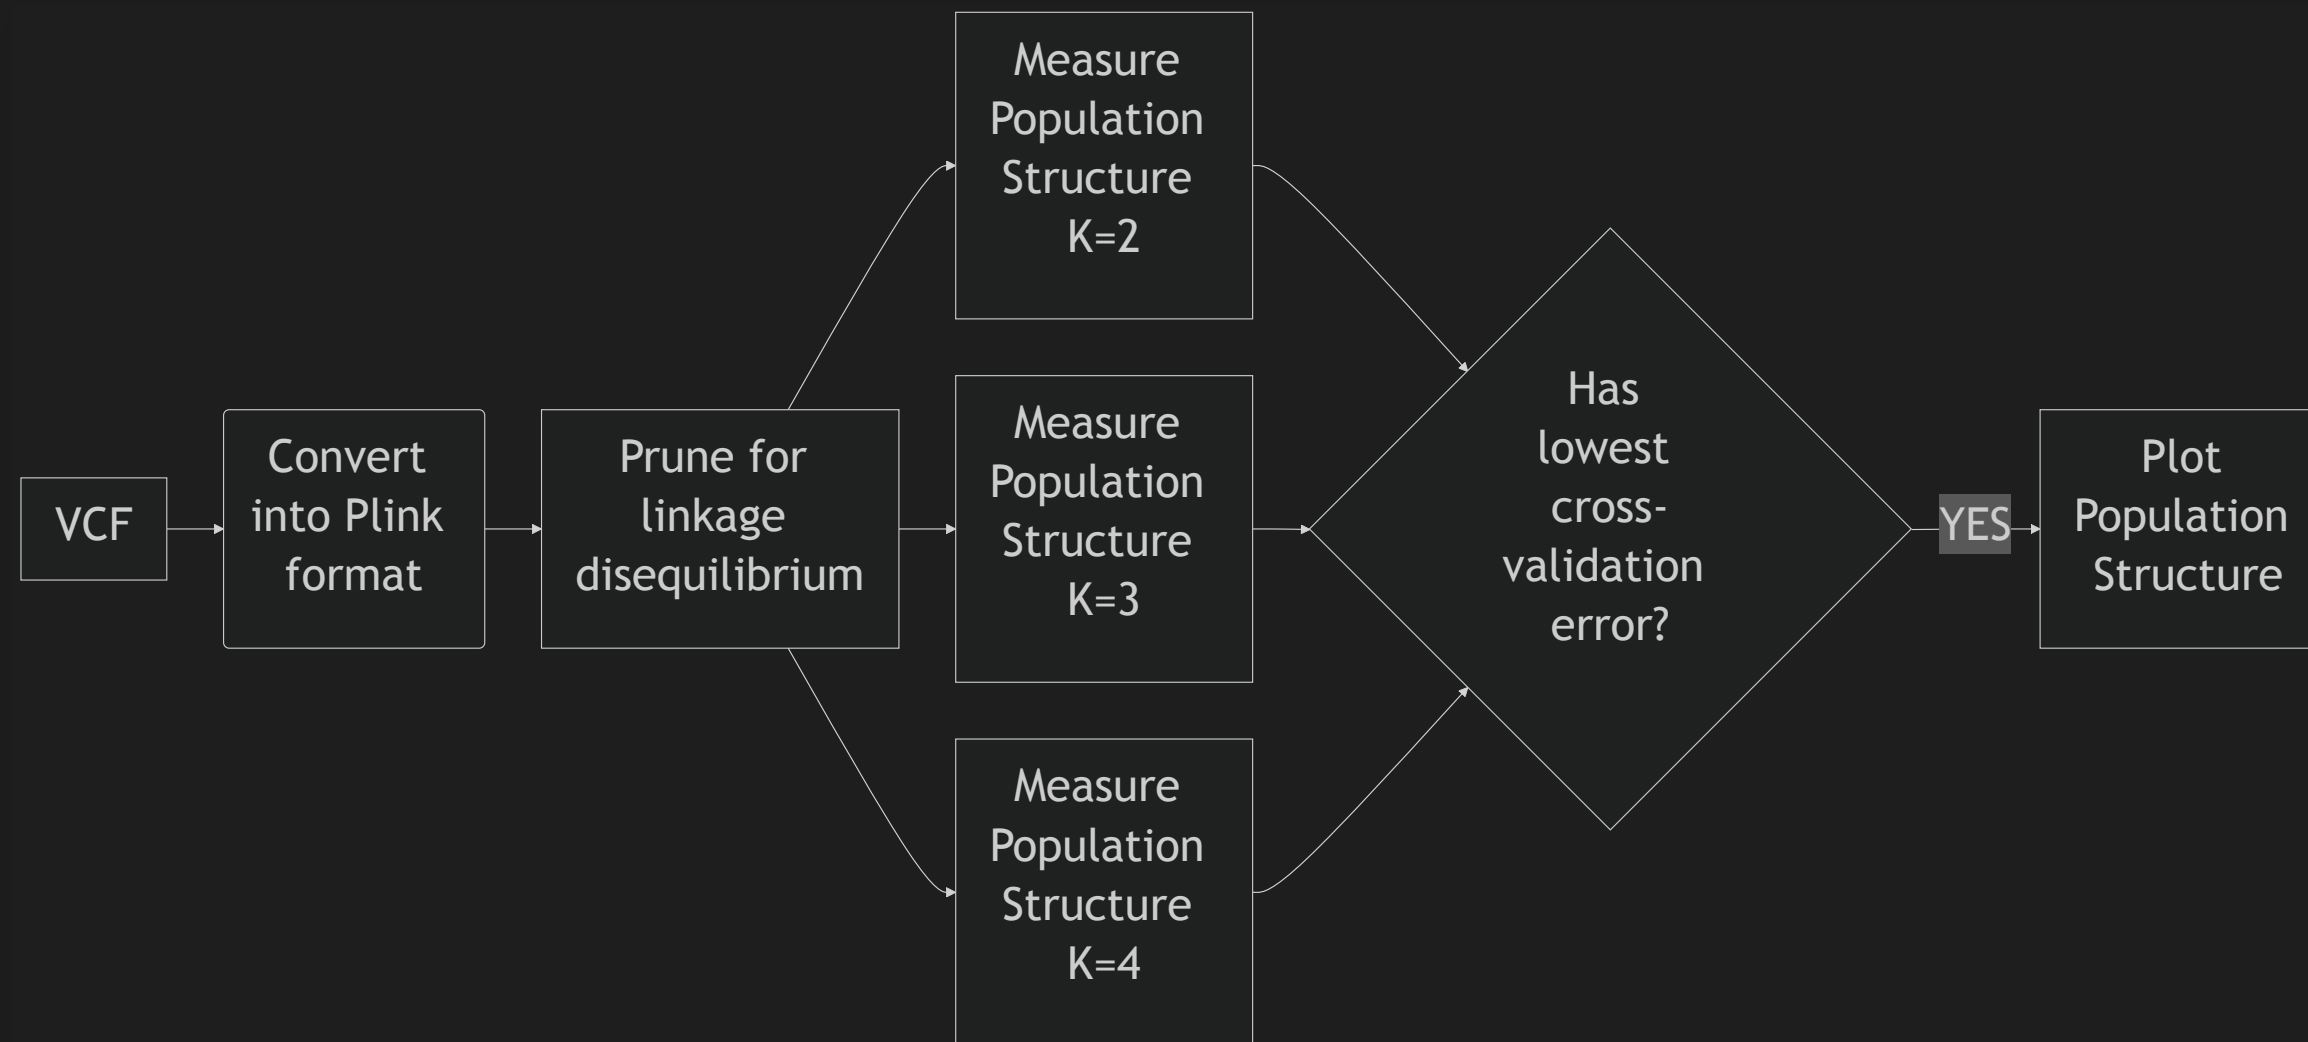 VCF
Convert
into Plink
format
Prune for
linkage
disequilibrium
Measure
Population
Structure
K=2
Measure
Population
Structure
K=3
Measure
Population
Structure
K=4
Has
lowest
cross-
validation
error?
YES
Plot
Population
Structure